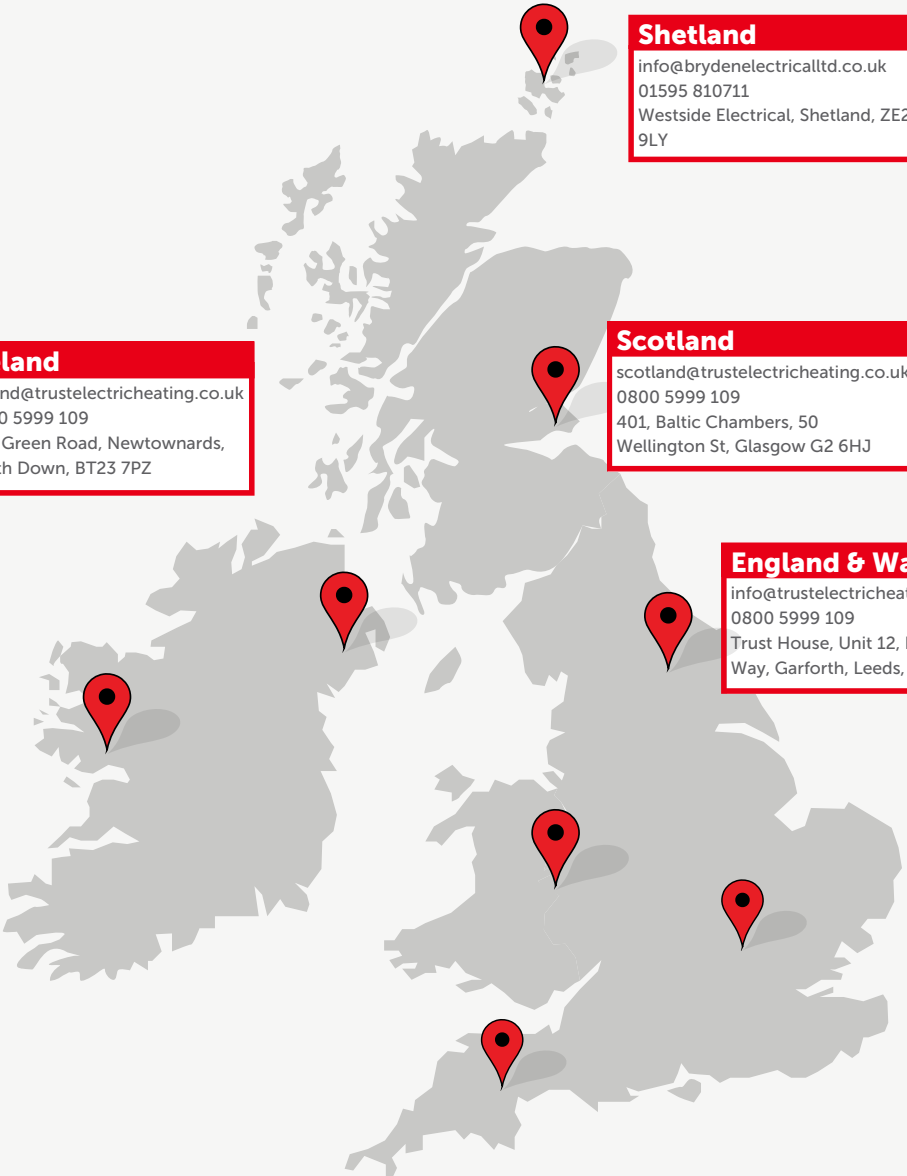 Shetland
info@brydenelectricalltd.co.uk
01595 810711
Westside Electrical, Shetland, ZE2
9LY
Scotland
scotland@trustelectricheating.co.uk
0800 5999 109
401, Baltic Chambers, 50
Wellington St, Glasgow G2 6HJ
land
nd@trustelectricheating.co.uk
0 5999 109
Green Road, Newtownards,
th Down, BT23 7PZ
England & Wa
info@trustelectrichea
0800 5999 109
Trust House, Unit 12,
Way, Garforth, Leeds,